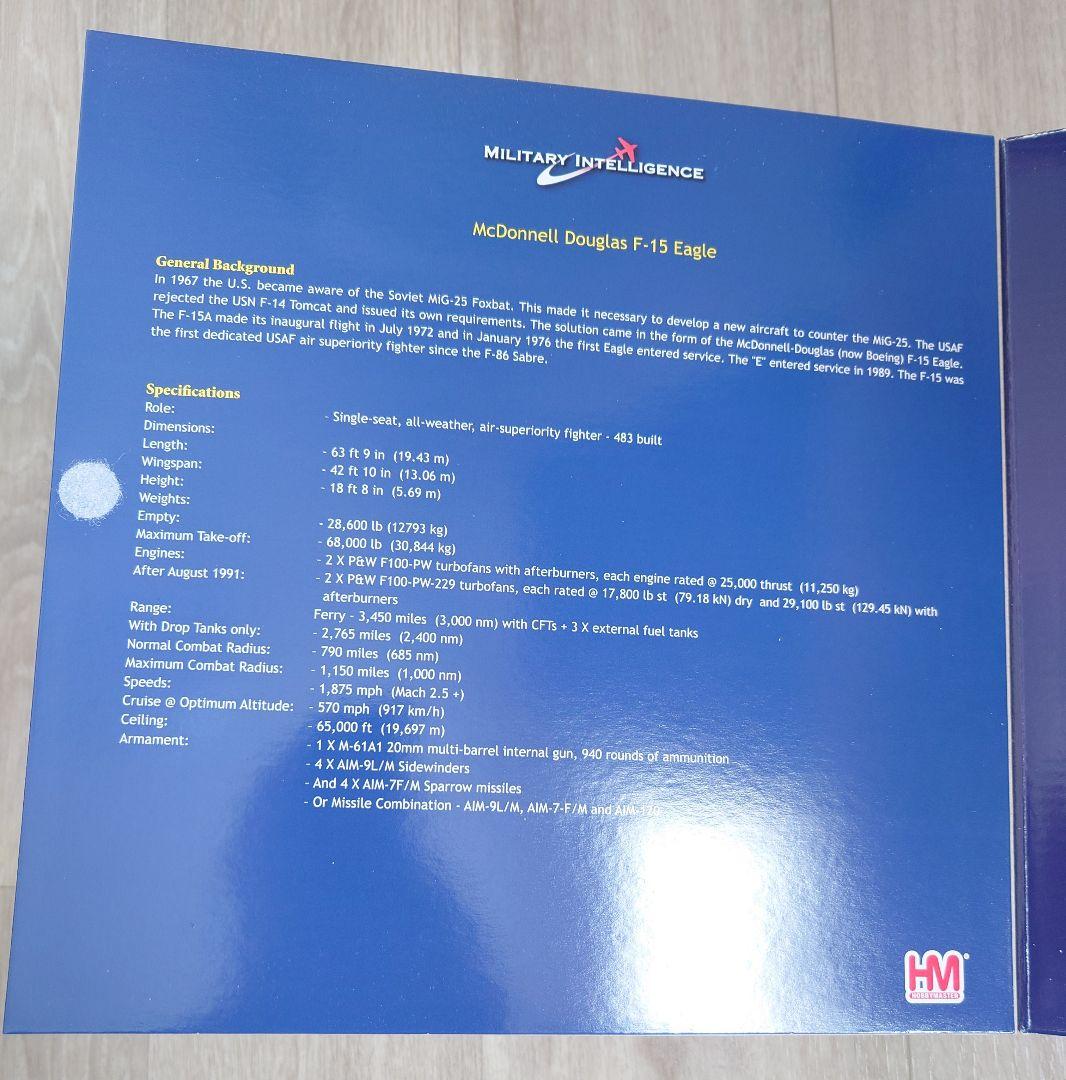 MILITARY INTELLIGENCE
McDonnell Douglas F-15 Eagle
General Background
In 1967 the U.S. became aware of the Soviet MiG-25 Foxbat. This made it necessary to develop a new aircraft to counter the MiG-25. The USAF
rejected the USN F-14 Tomcat and issued its own requirements. The solution came in the form of the McDonnell-Douglas (now Boeing) F-15 Eagle.
The F-15A made its inaugural flight in July 1972 and in January 1976 the first Eagle entered service. The "E" entered service in 1989. The F-15 was
the first dedicated USAF air superiority fighter since the F-86 Sabre.
Specifications
Role: - Single-seat, all-weather, air-superiority fighter - 483 built
Dimensions:
Length: - 63 ft 9 in (19.43 m)
Wingspan: - 42 ft 10 in (13.06 m)
Height: - 18 ft 8 in (5.69 m)
Weights:
Empty: - 28,600 lb (12793 kg)
Maximum Take-off: - 68,000 lb (30,844 kg)
Engines: - 2 X P&W F100-PW turbofans with afterburners, each engine rated @ 25,000 thrust (11,250 kg)
After August 1991: - 2 X P&W F100-PW-229 turbofans, each rated @ 17,800 lb st (79.18 kN) dry and 29,100 lb st (129.45 kN) with
afterburners
Range: Ferry - 3,450 miles (3,000 nm) with CFTs + 3 X external fuel tanks
With Drop Tanks only: - 2,765 miles (2,400 nm)
Normal Combat Radius: - 790 miles (685 nm)
Maximum Combat Radius: - 1,150 miles (1,000 nm)
Speeds: - 1,875 mph (Mach 2.5 +)
Cruise @ Optimum Altitude: - 570 mph (917 km/h)
Ceiling: - 65,000 ft (19,697 m)
Armament: - 1 X M-61A1 20mm multi-barrel internal gun, 940 rounds of ammunition
- 4 X AIM-9L/M Sidewinders
- And 4 X AIM-7F/M Sparrow missiles
- Or Missile Combination - AIM-9L/M, AIM-7-F/M and AIM-120
HM
HOBBYMASTER